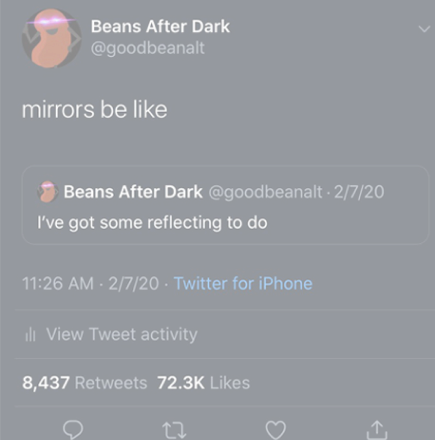 Beans After Dark
@goodbeanalt
mirrors be like
Beans After Dark @goodbeanalt · 2/7/20
I've got some reflecting to do
11:26 AM · 2/7/20 · Twitter for iPhone
View Tweet activity
8,437 Retweets 72.3K Likes